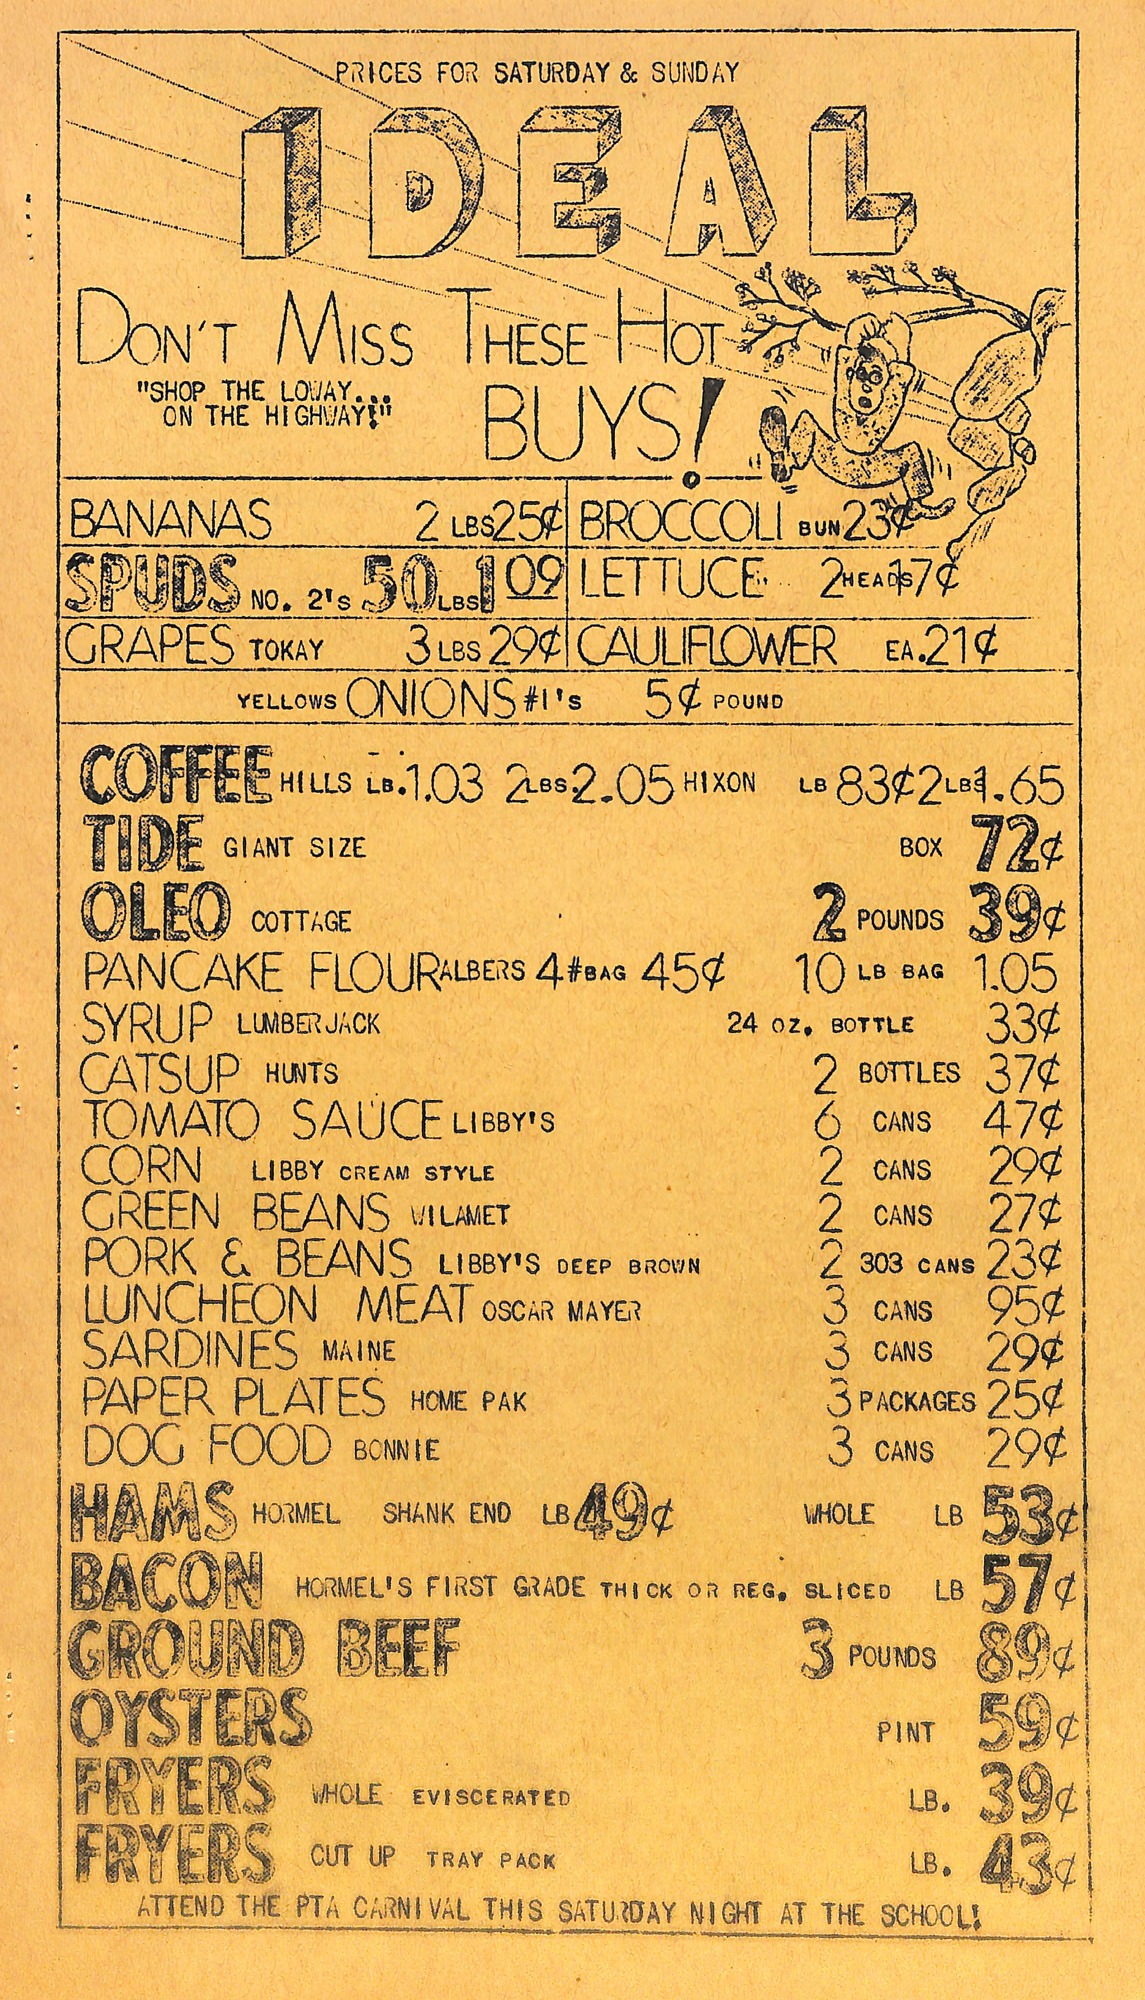 PRICES FOR SATURDAY & SUNDAY
IDEAL
DON'T MISS THESE HOT
BUYS!
"SHOP THE LOWAY...
ON THE HIGHWAY!"
BANANAS 2 LBS 25¢
BROCCOLI BUN 23¢
SPUDS NO. 2's 50 LBS 1 09
LETTUCE 2 HEADS 17¢
GRAPES TOKAY 3 LBS 29¢
CAULIFLOWER EA. 21¢
YELLOWS ONIONS #1's 5¢ POUND
COFFEE HILLS LB. 1.03 2 LBS. 2.05 HIXON LB 83¢ 2 LBS 1.65
TIDE GIANT SIZE BOX 72¢
OLEO COTTAGE 2 POUNDS 39¢
PANCAKE FLOUR ALBERS 4 # BAG 45¢ 10 LB BAG 1.05
SYRUP LUMBERJACK 24 OZ. BOTTLE 33¢
CATSUP HUNTS 2 BOTTLES 37¢
TOMATO SAUCE LIBBY'S 6 CANS 47¢
CORN LIBBY CREAM STYLE 2 CANS 29¢
GREEN BEANS WILAMET 2 CANS 27¢
PORK & BEANS LIBBY'S DEEP BROWN 2 303 CANS 23¢
LUNCHEON MEAT OSCAR MAYER 3 CANS 95¢
SARDINES MAINE 3 CANS 29¢
PAPER PLATES HOME PAK 3 PACKAGES 25¢
DOG FOOD BONNIE 3 CANS 29¢
HAMS HORMEL SHANK END LB 49¢ WHOLE LB 53¢
BACON HORMEL'S FIRST GRADE THICK OR REG. SLICED LB 57¢
GROUND BEEF 3 POUNDS 89¢
OYSTERS PINT 59¢
FRYERS WHOLE EVISCERATED LB. 39¢
FRYERS CUT UP TRAY PACK LB. 43¢
ATTEND THE PTA CARNIVAL THIS SATURDAY NIGHT AT THE SCHOOL!